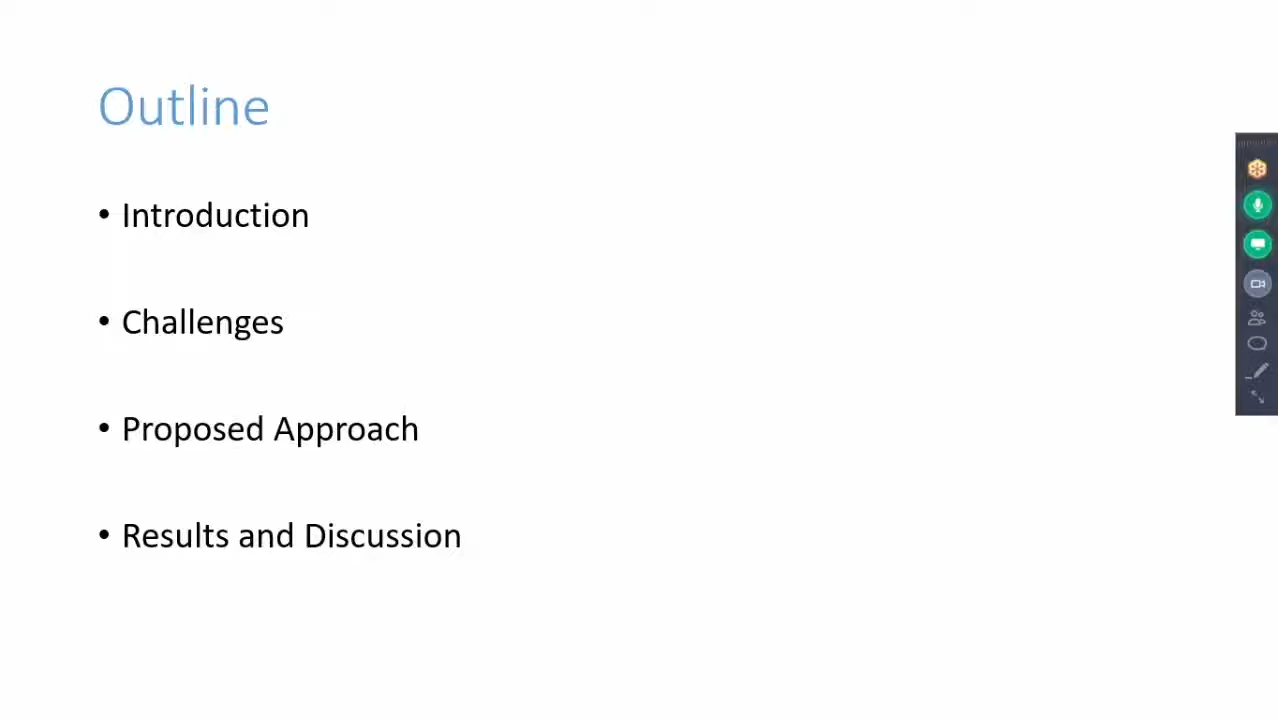 Outline
• Introduction
• Challenges
• Proposed Approach
• Results and Discussion